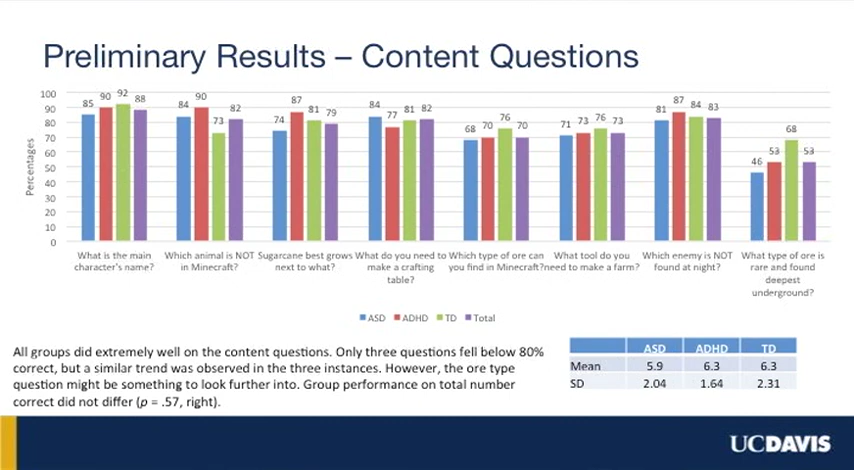 Preliminary Results – Content Questions
100
90
80
70
60
50
40
30
20
10
0
Percentages
85 90 92 88
84 90 73 82
74 87 81 79
84 77 81 82
68 70 76 70
71 73 76 73
81 87 84 83
46 53 68 53
What is the main
character's name?
Which animal is NOT
in Minecraft?
Sugarcane best grows
next to what?
What do you need to
make a crafting
table?
Which type of ore can
you find in Minecraft?
What tool do you
need to make a farm?
Which enemy is NOT
found at night?
What type of ore is
rare and found
deepest
underground?
ASD ADHD TD Total
All groups did extremely well on the content questions. Only three questions fell below 80%
correct, but a similar trend was observed in the three instances. However, the ore type
question might be something to look further into. Group performance on total number
correct did not differ (p = .57, right).
ASD ADHD TD
Mean 5.9 6.3 6.3
SD 2.04 1.64 2.31
UCDAVIS